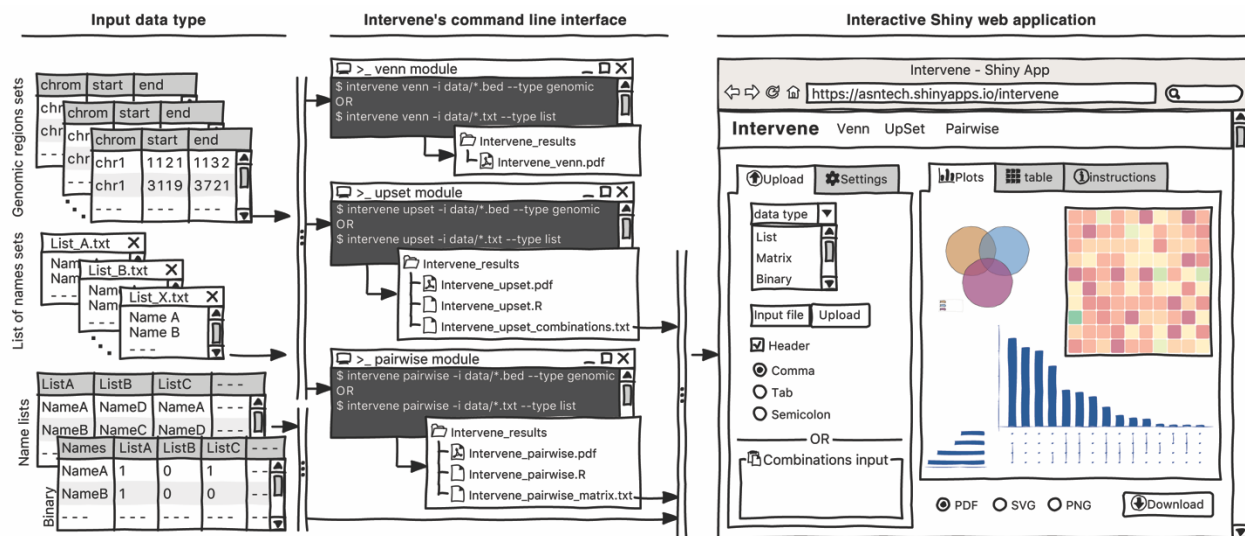 Input data type
Genomic regions sets
chrom start end
chr
chrom start end
chr
chr
- - -
chrom start end
chr1 1121 1132
chr1 3119 3721
- - - - - - - - -
List of names sets
List_A.txt
Name A
Name
- - -
List_B.txt
Name A
Name
- - -
List_X.txt
Name A
Name B
- - -
Name lists
ListA ListB ListC - - -
NameA NameD NameA - - -
NameB NameC NameD - - -
Binary
Names ListA ListB ListC - - -
NameA 1 0 1 - -
NameB 1 0 0 - -
- - - - - - - - - - - - - -
Intervene's command line interface
>_ venn module
$ intervene venn -i data/*.bed --type genomic
OR
$ intervene venn -i data/*.txt --type list
Intervene_results
Intervene_venn.pdf
>_ upset module
$ intervene upset -i data/*.bed --type genomic
OR
$ intervene upset -i data/*.txt --type list
Intervene_results
Intervene_upset.pdf
Intervene_upset.R
Intervene_upset_combinations.txt
>_ pairwise module
$ intervene pairwise -i data/*.bed --type genomic
OR
$ intervene pairwise -i data/*.txt --type list
Intervene_results
Intervene_pairwise.pdf
Intervene_pairwise.R
Intervene_pairwise_matrix.txt
Interactive Shiny web application
Intervene - Shiny App
https://asntech.shinyapps.io/intervene
Intervene Venn UpSet Pairwise
Upload Settings
data type
List
Matrix
Binary
Input file Upload
Header
Comma
Tab
Semicolon
OR
Combinations input
Plots table instructions
PDF SVG PNG Download